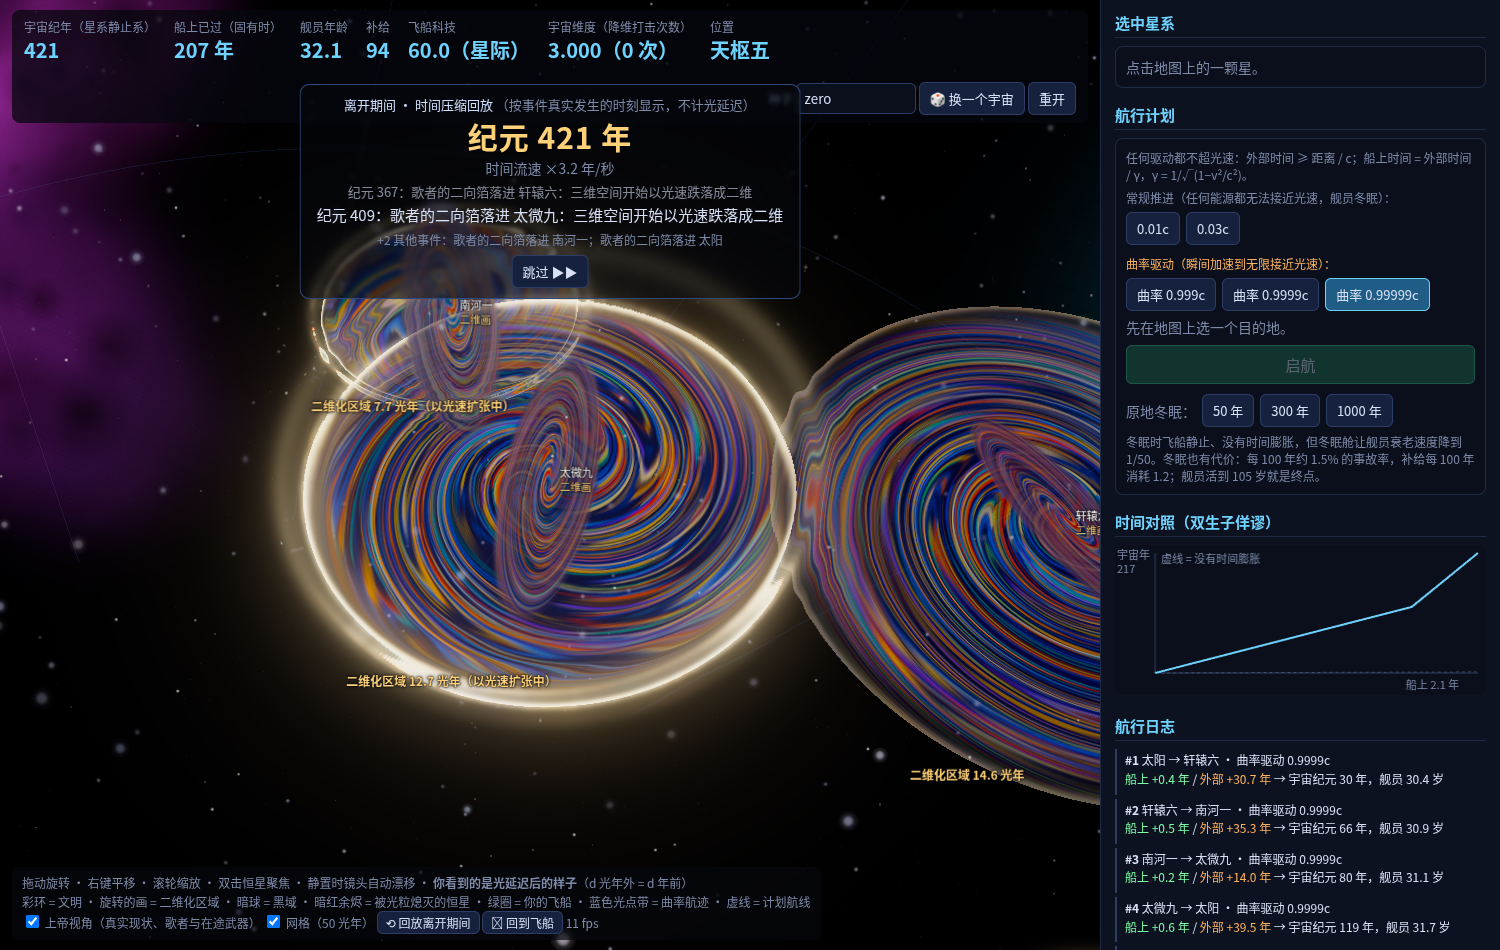 宇宙纪年（星系静止系）
421
船上已过（固有时）
207 年
舰员年龄
32.1
补给
94
飞船科技
60.0（星际）
宇宙维度（降维打击次数）
3.000（0 次）
位置
天枢五
zero
🎲 换一个宇宙
重开
离开期间 · 时间压缩回放 （按事件真实发生的时刻显示，不计光延迟）
纪元 421 年
时间流速 ×3.2 年/秒
纪元 367：歌者的二向箔落进 轩辕六：三维空间开始以光速跌落成二维
纪元 409：歌者的二向箔落进 太微九：三维空间开始以光速跌落成二维
+2 其他事件：歌者的二向箔落进 南河一；歌者的二向箔落进 太阳
跳过 ▶▶
南河一
二维画
二维化区域 7.7 光年（以光速扩张中）
太微九
二维画
二维化区域 12.7 光年（以光速扩张中）
二维化区域 14.6 光年
拖动旋转 · 右键平移 · 滚轮缩放 · 双击恒星聚焦 · 静置时镜头自动漂移 · 你看到的是光延迟后的样子（d 光年外 = d 年前）
彩环 = 文明 · 旋转的画 = 二维化区域 · 暗球 = 黑域 · 暗红余烬 = 被光粒熄灭的恒星 · 绿圈 = 你的飞船 · 蓝色光点带 = 曲率航迹 · 虚线 = 计划航线
上帝视角（真实现状、歌者与在途武器）
网格（50 光年）
⟲ 回放离开期间
回到飞船
11 fps
选中星系
点击地图上的一颗星。
航行计划
任何驱动都不超光速：外部时间 ⩾ 距离 / c；船上时间 = 外部时间
/ γ，γ = 1/√(1−v²/c²)。
常规推进（任何能源都无法接近光速，舰员冬眠）：
0.01c
0.03c
曲率驱动（瞬间加速到无限接近光速）：
曲率 0.999c
曲率 0.9999c
曲率 0.99999c
先在地图上选一个目的地。
启航
原地冬眠：
50 年
300 年
1000 年
冬眠时飞船静止、没有时间膨胀，但冬眠舱让舰员衰老速度降到
1/50。冬眠也有代价：每 100 年约 1.5% 的事故率，补给每 100 年
消耗 1.2；舰员活到 105 岁就是终点。
时间对照（双生子佯谬）
宇宙年
217
虚线 = 没有时间膨胀
船上 2.1 年
航行日志
#1 太阳 → 轩辕六 · 曲率驱动 0.9999c
船上 +0.4 年 / 外部 +30.7 年 → 宇宙纪元 30 年，舰员 30.4 岁
#2 轩辕六 → 南河一 · 曲率驱动 0.9999c
船上 +0.5 年 / 外部 +35.3 年 → 宇宙纪元 66 年，舰员 30.9 岁
#3 南河一 → 太微九 · 曲率驱动 0.9999c
船上 +0.2 年 / 外部 +14.0 年 → 宇宙纪元 80 年，舰员 31.1 岁
#4 太微九 → 太阳 · 曲率驱动 0.9999c
船上 +0.6 年 / 外部 +39.5 年 → 宇宙纪元 119 年，舰员 31.7 岁